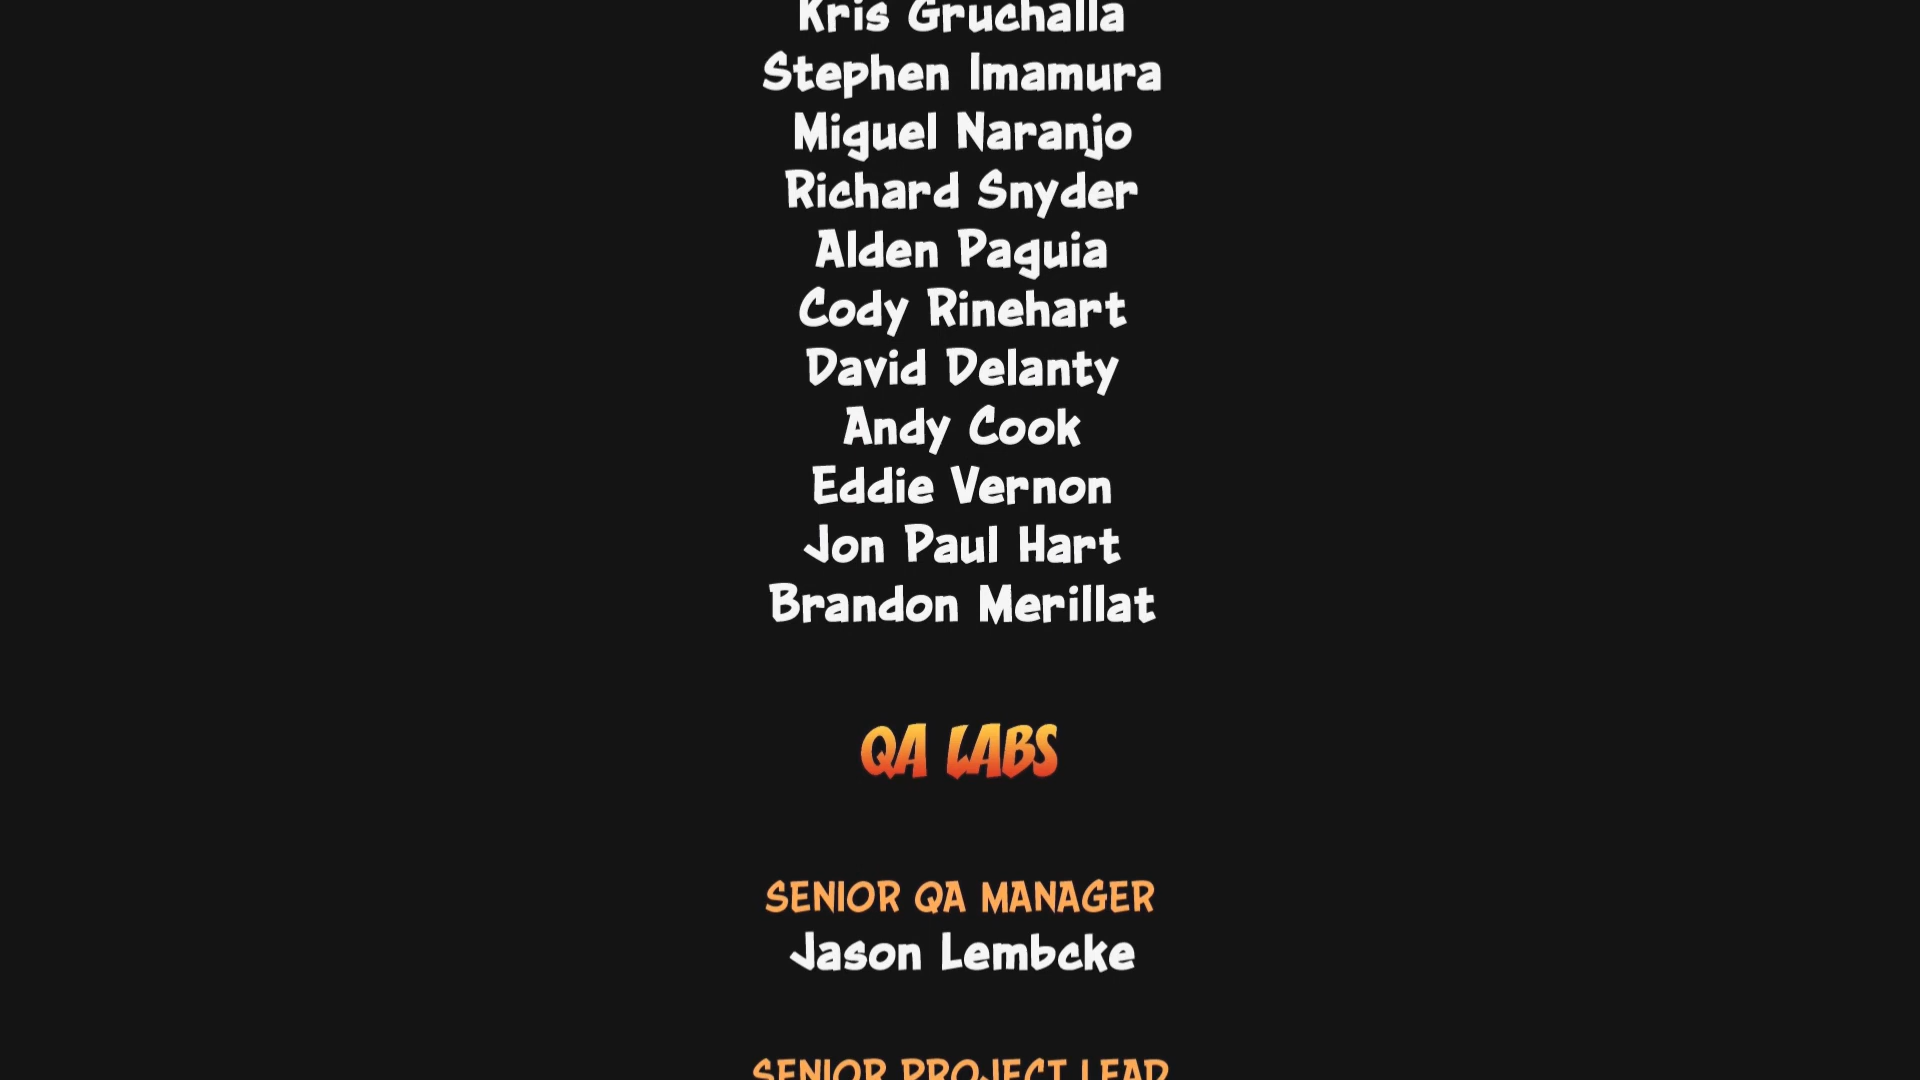 Kris Gruchalla
Stephen Imamura
Miguel Naranjo
Richard Snyder
Alden Paguia
Cody Rinehart
David Delanty
Andy Cook
Eddie Vernon
Jon Paul Hart
Brandon Merillat
QA LABS
SENIOR QA MANAGER
Jason Lembcke
SENIOR PROJECT LEAD